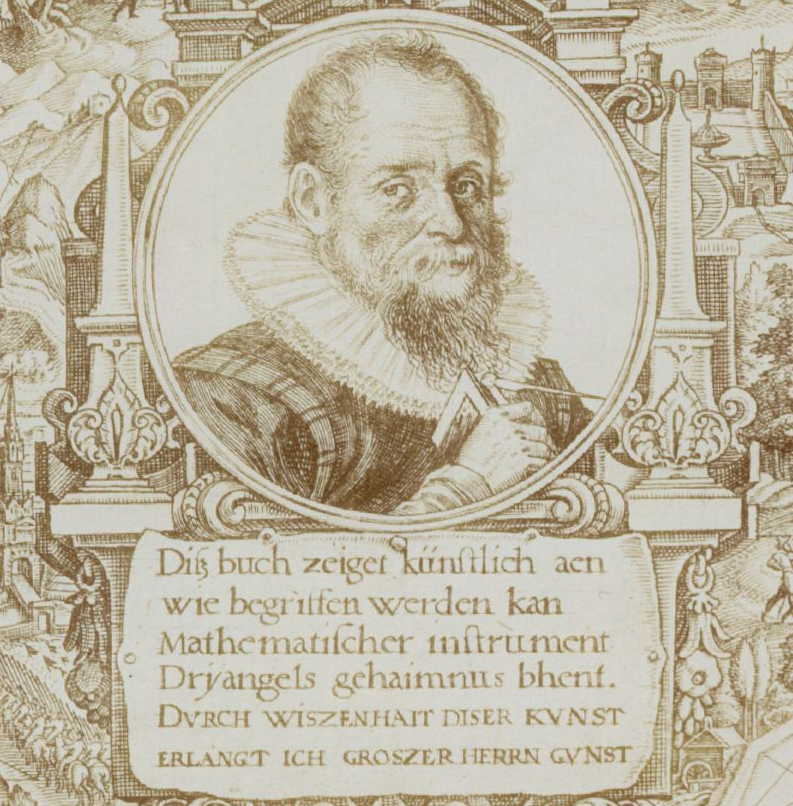 Diſz buch zeiget künſtlich aen
wie begriffen werden kan
Mathematiſcher inſtrument
Dryangels gehaimnus bhent.
DVRCH WISZENHAIT DISER KVNST
ERLANGT ICH GROSZER HERRN GVNST